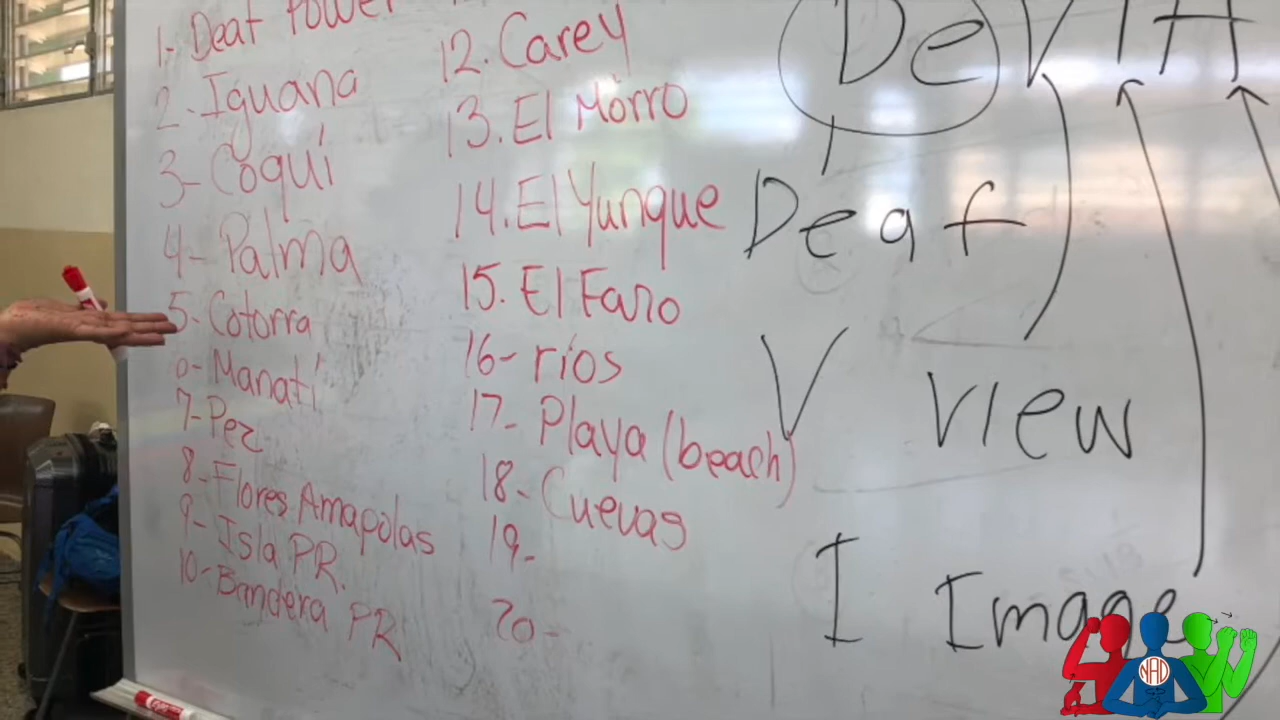 1- Deaf Power
2- Iguana
3- Coquí
4- Palma
5- Cotorra
6- Manatí
7- Pez
8- Flores Amapolas
9- Isla PR.
10- Bandera PR
12. Carey
13. El Morro
14. El Yunque
15. El Faro
16- ríos
17- Playa (beach)
18- Cuevas
19-
20-
DeVIA
Deaf
V View
I Image
NAD